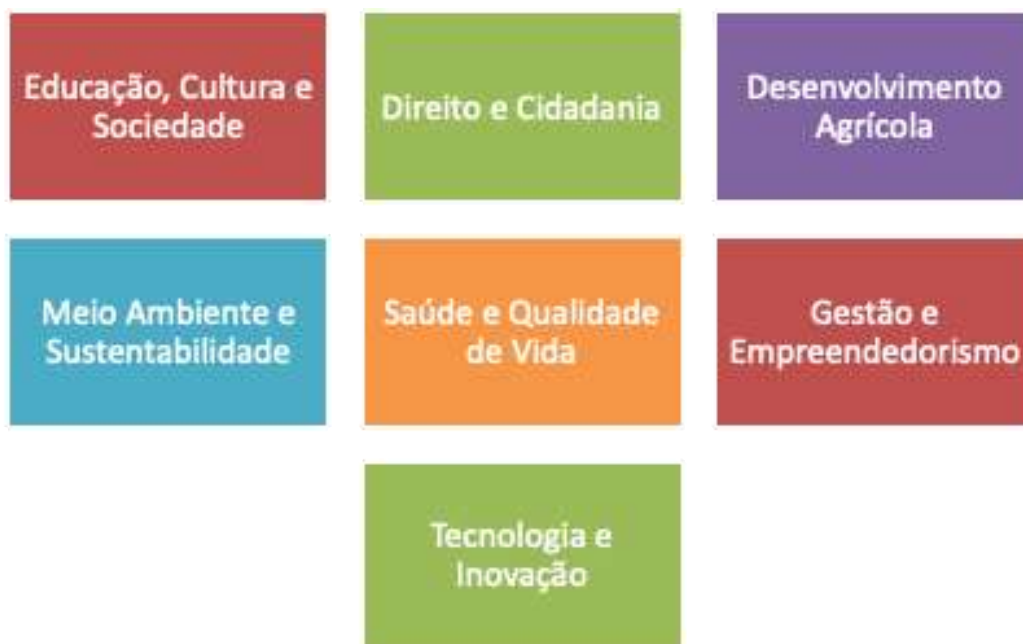 Educação, Cultura e
Sociedade
Direito e Cidadania
Desenvolvimento
Agrícola
Meio Ambiente e
Sustentabilidade
Saúde e Qualidade
de Vida
Gestão e
Empreendedorismo
Tecnologia e
Inovação